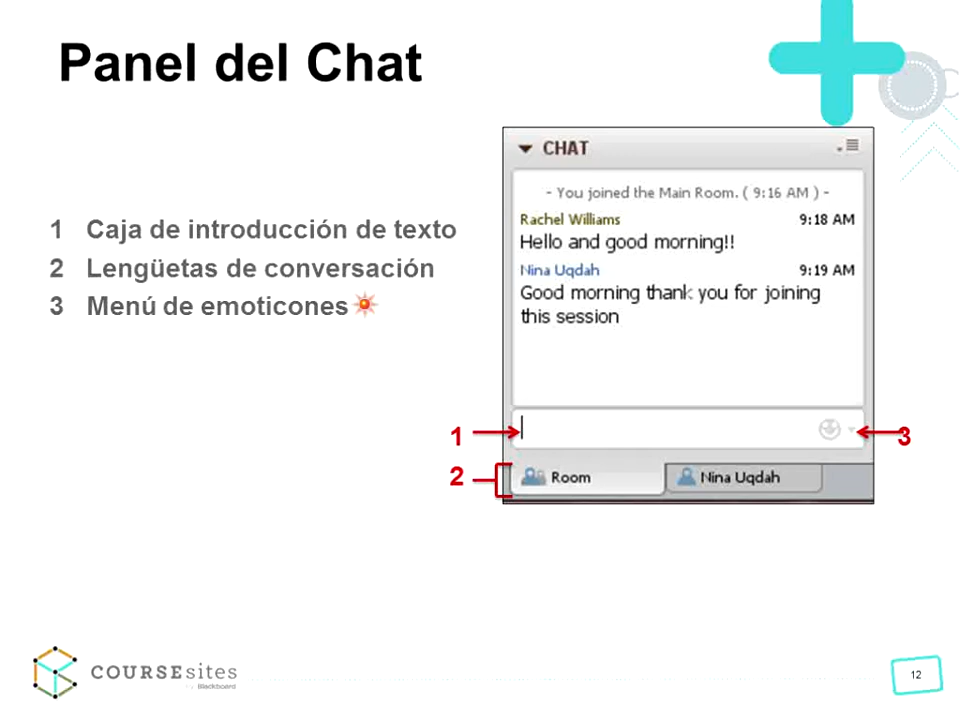 Panel del Chat
1 Caja de introducción de texto
2 Lengüetas de conversación
3 Menú de emoticones
CHAT
- You joined the Main Room. ( 9:16 AM ) -
Rachel Williams 9:18 AM
Hello and good morning!!
Nina Uqdah 9:19 AM
Good morning thank you for joining
this session
1
3
2
Room
Nina Uqdah
COURSEsites
by Blackboard
12